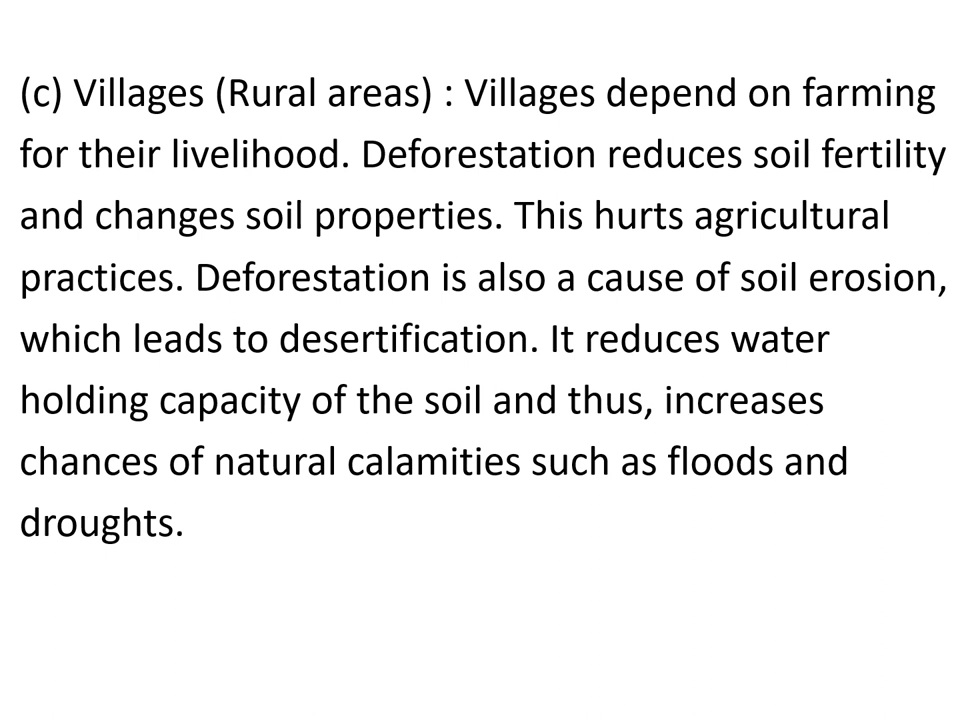 (c) Villages (Rural areas) : Villages depend on farming
for their livelihood. Deforestation reduces soil fertility
and changes soil properties. This hurts agricultural
practices. Deforestation is also a cause of soil erosion,
which leads to desertification. It reduces water
holding capacity of the soil and thus, increases
chances of natural calamities such as floods and
droughts.